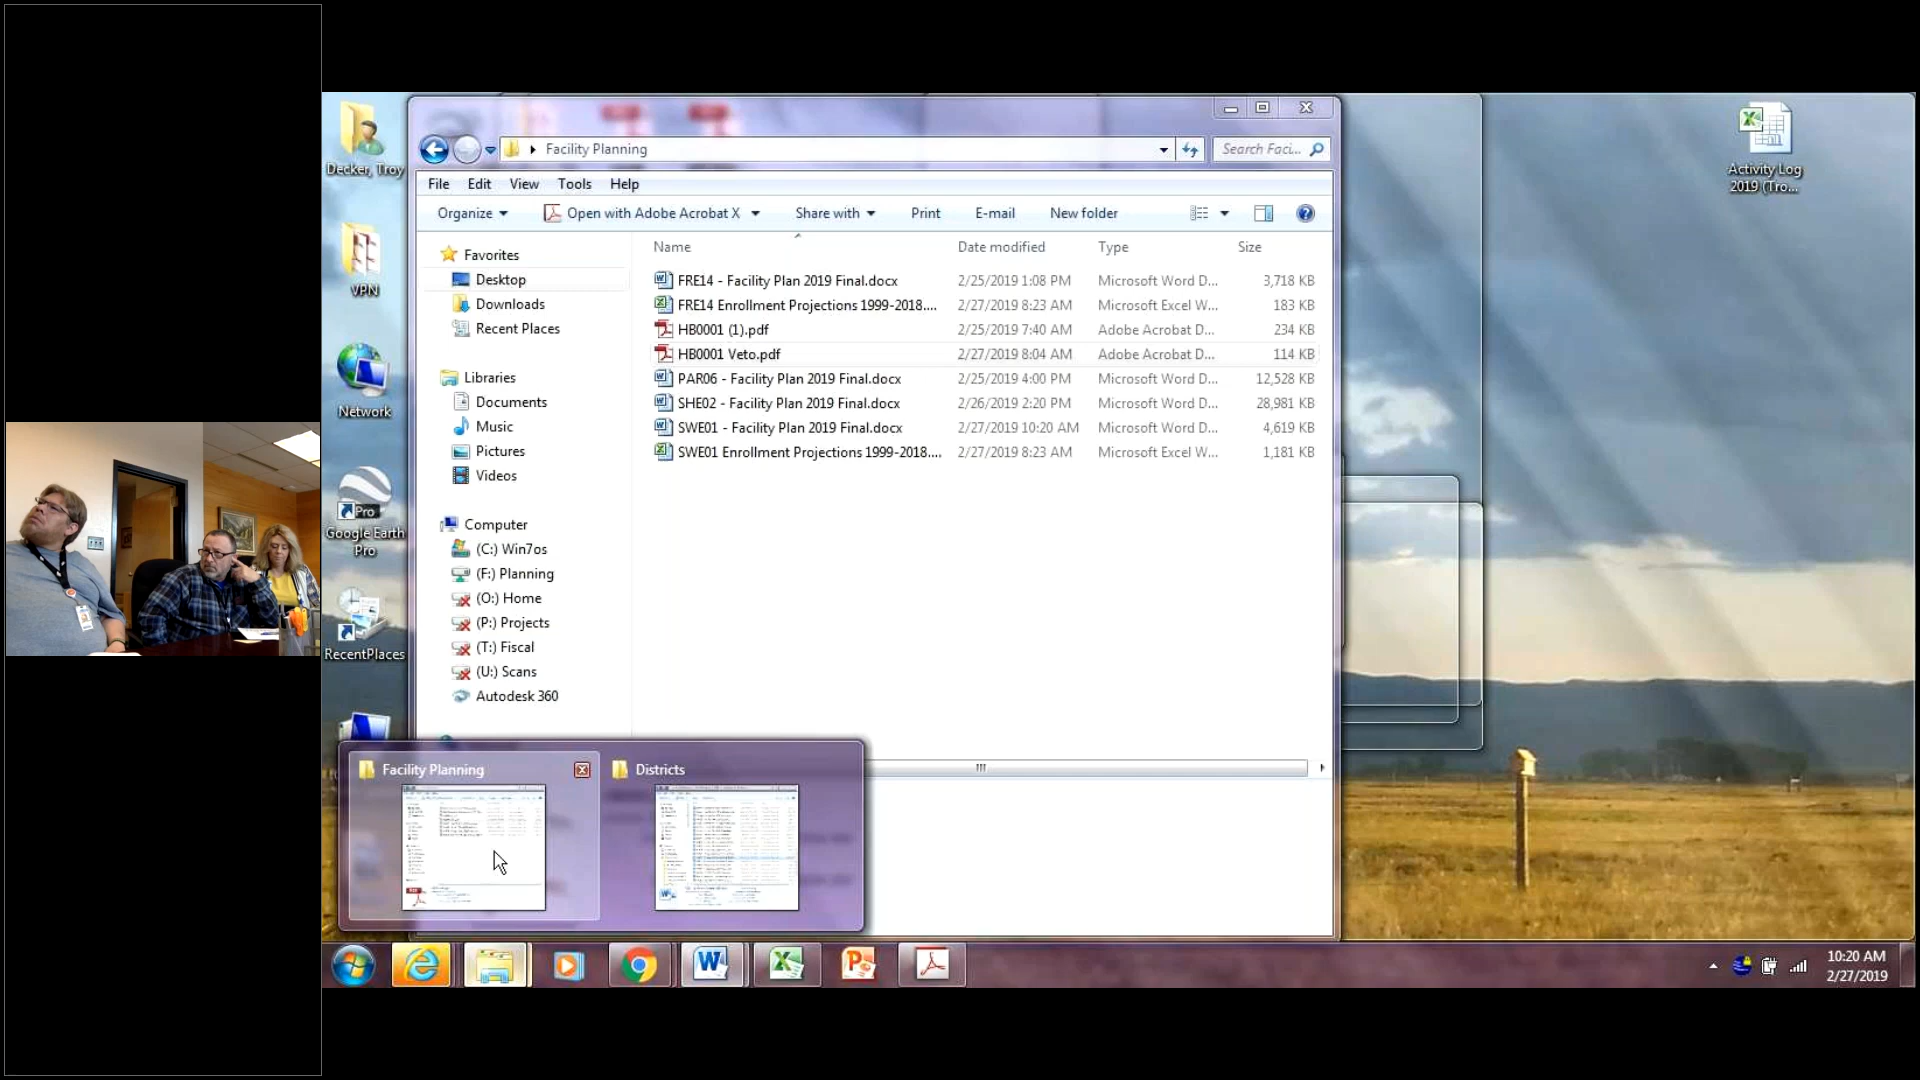 Decker, Troy
VPN
Network
Pro
Google Earth
Pro
RecentPlaces
Activity Log
2019 (Tro...
Facility Planning
Search Faci...
File Edit View Tools Help
Organize Open with Adobe Acrobat X Share with Print E-mail New folder
Name Date modified Type Size
Favorites
Desktop
Downloads
Recent Places
Libraries
Documents
Music
Pictures
Videos
Computer
(C:) Win7os
(F:) Planning
(O:) Home
(P:) Projects
(T:) Fiscal
(U:) Scans
Autodesk 360
FRE14 - Facility Plan 2019 Final.docx 2/25/2019 1:08 PM Microsoft Word D... 3,718 KB
FRE14 Enrollment Projections 1999-2018.... 2/27/2019 8:23 AM Microsoft Excel W... 183 KB
HB0001 (1).pdf 2/25/2019 7:40 AM Adobe Acrobat D... 234 KB
HB0001 Veto.pdf 2/27/2019 8:04 AM Adobe Acrobat D... 114 KB
PAR06 - Facility Plan 2019 Final.docx 2/25/2019 4:00 PM Microsoft Word D... 12,528 KB
SHE02 - Facility Plan 2019 Final.docx 2/26/2019 2:20 PM Microsoft Word D... 28,981 KB
SWE01 - Facility Plan 2019 Final.docx 2/27/2019 10:20 AM Microsoft Word D... 4,619 KB
SWE01 Enrollment Projections 1999-2018.... 2/27/2019 8:23 AM Microsoft Excel W... 1,181 KB
Facility Planning
Districts
10:20 AM
2/27/2019